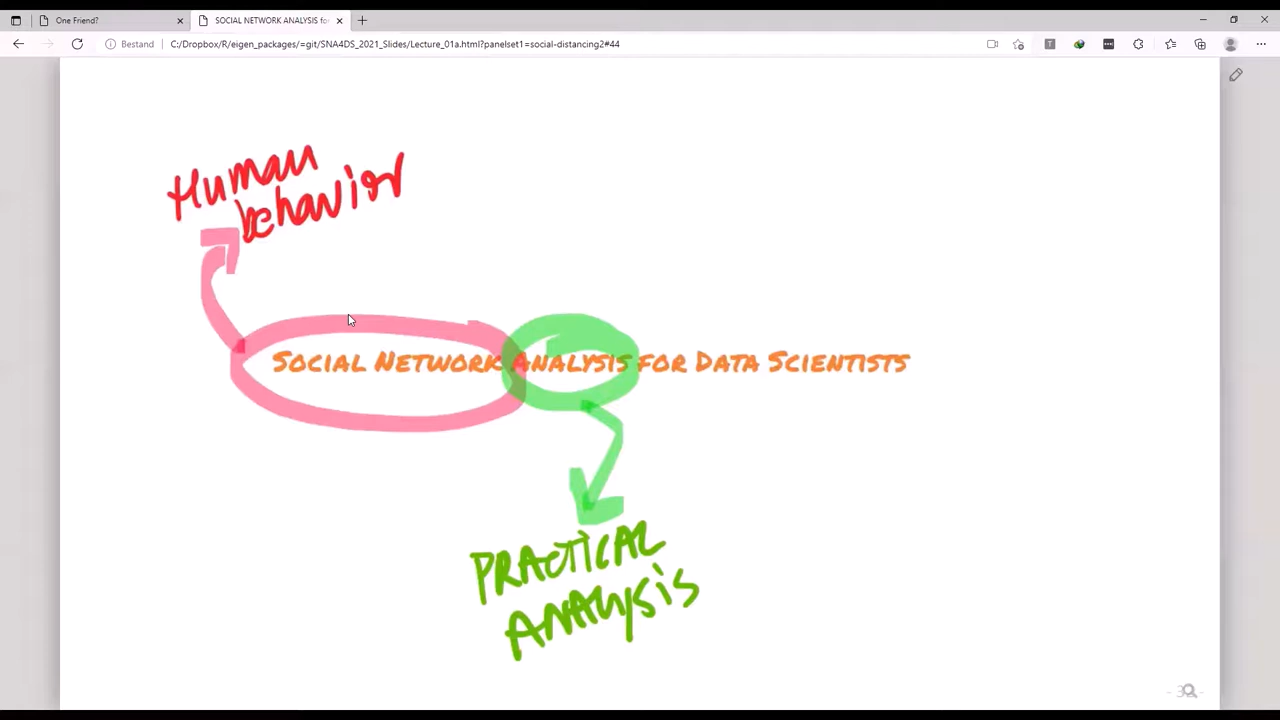 One Friend?
SOCIAL NETWORK ANALYSIS for
Bestand
C:/Dropbox/R/eigen_packages/=git/SNA4DS_2021_Slides/Lecture_01a.html?panelset1=social-distancing2#44
Human
behavior
Social Network Analysis for Data Scientists
PRACTICAL
ANALYSIS